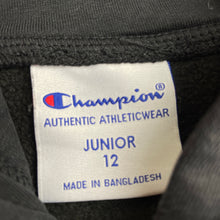 Champion®
AUTHENTIC ATHLETICWEAR
JUNIOR
12
MADE IN BANGLADESH